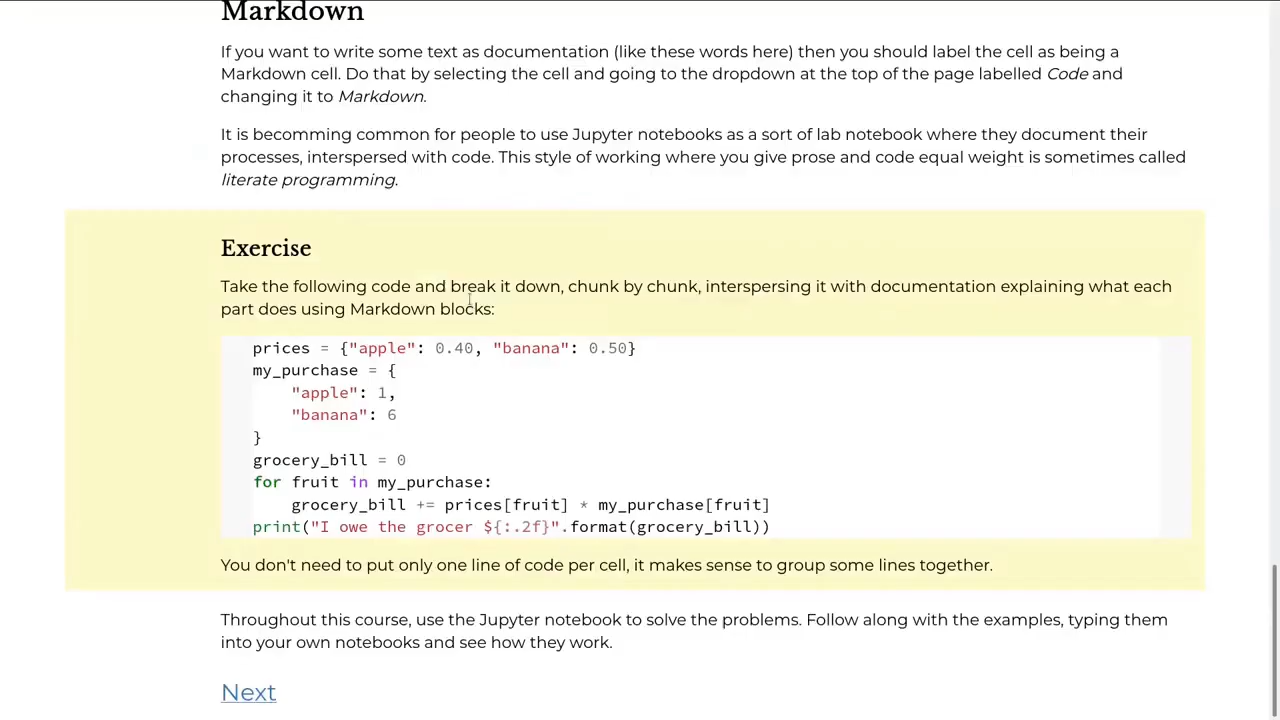 Markdown
If you want to write some text as documentation (like these words here) then you should label the cell as being a
Markdown cell. Do that by selecting the cell and going to the dropdown at the top of the page labelled Code and
changing it to Markdown.
It is becomming common for people to use Jupyter notebooks as a sort of lab notebook where they document their
processes, interspersed with code. This style of working where you give prose and code equal weight is sometimes called
literate programming.
Exercise
Take the following code and break it down, chunk by chunk, interspersing it with documentation explaining what each
part does using Markdown blocks:
prices = {"apple": 0.40, "banana": 0.50}
my_purchase = {
    "apple": 1,
    "banana": 6
}
grocery_bill = 0
for fruit in my_purchase:
    grocery_bill += prices[fruit] * my_purchase[fruit]
print("I owe the grocer ${:.2f}".format(grocery_bill))
You don't need to put only one line of code per cell, it makes sense to group some lines together.
Throughout this course, use the Jupyter notebook to solve the problems. Follow along with the examples, typing them
into your own notebooks and see how they work.
Next